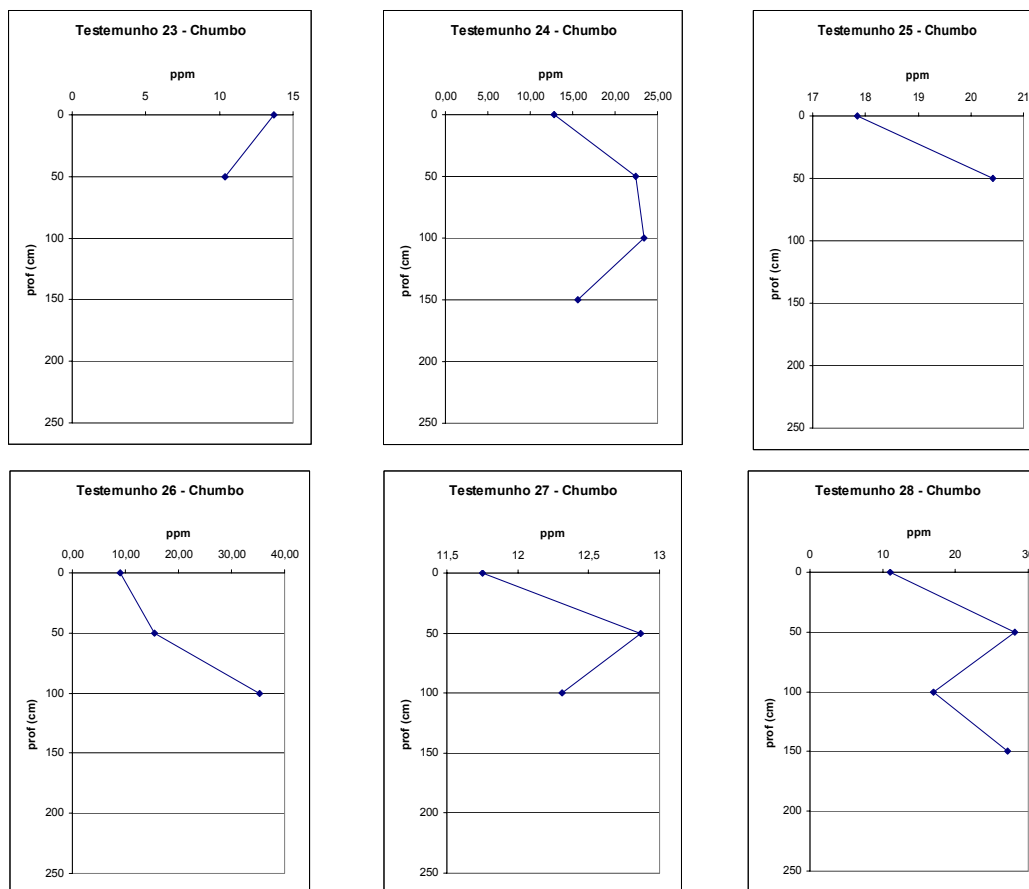 Testemunho 23 - Chumbo
ppm
0 5 10 15
0
50
100
150
200
250
prof (cm)
Testemunho 24 - Chumbo
ppm
0,00 5,00 10,00 15,00 20,00 25,00
0
50
100
150
200
250
prof (cm)
Testemunho 25 - Chumbo
ppm
17 18 19 20 21
0
50
100
150
200
250
prof (cm)
Testemunho 26 - Chumbo
ppm
0,00 10,00 20,00 30,00 40,00
0
50
100
150
200
250
prof (cm)
Testemunho 27 - Chumbo
ppm
11,5 12 12,5 13
0
50
100
150
200
250
prof (cm)
Testemunho 28 - Chumbo
ppm
0 10 20 30
0
50
100
150
200
250
prof (cm)